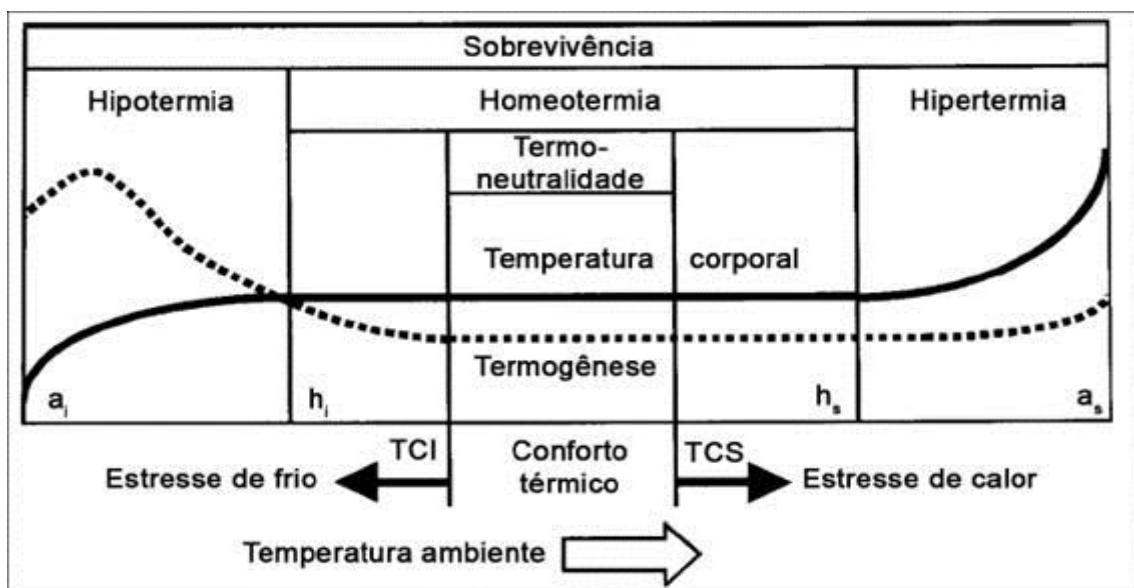 Sobrevivência
Hipotermia
Homeotermia
Hipertermia
Termo-
neutralidade
Temperatura corporal
Termogênese
ai
hi
hs
as
TCI
Conforto
térmico
TCS
Estresse de frio
Estresse de calor
Temperatura ambiente